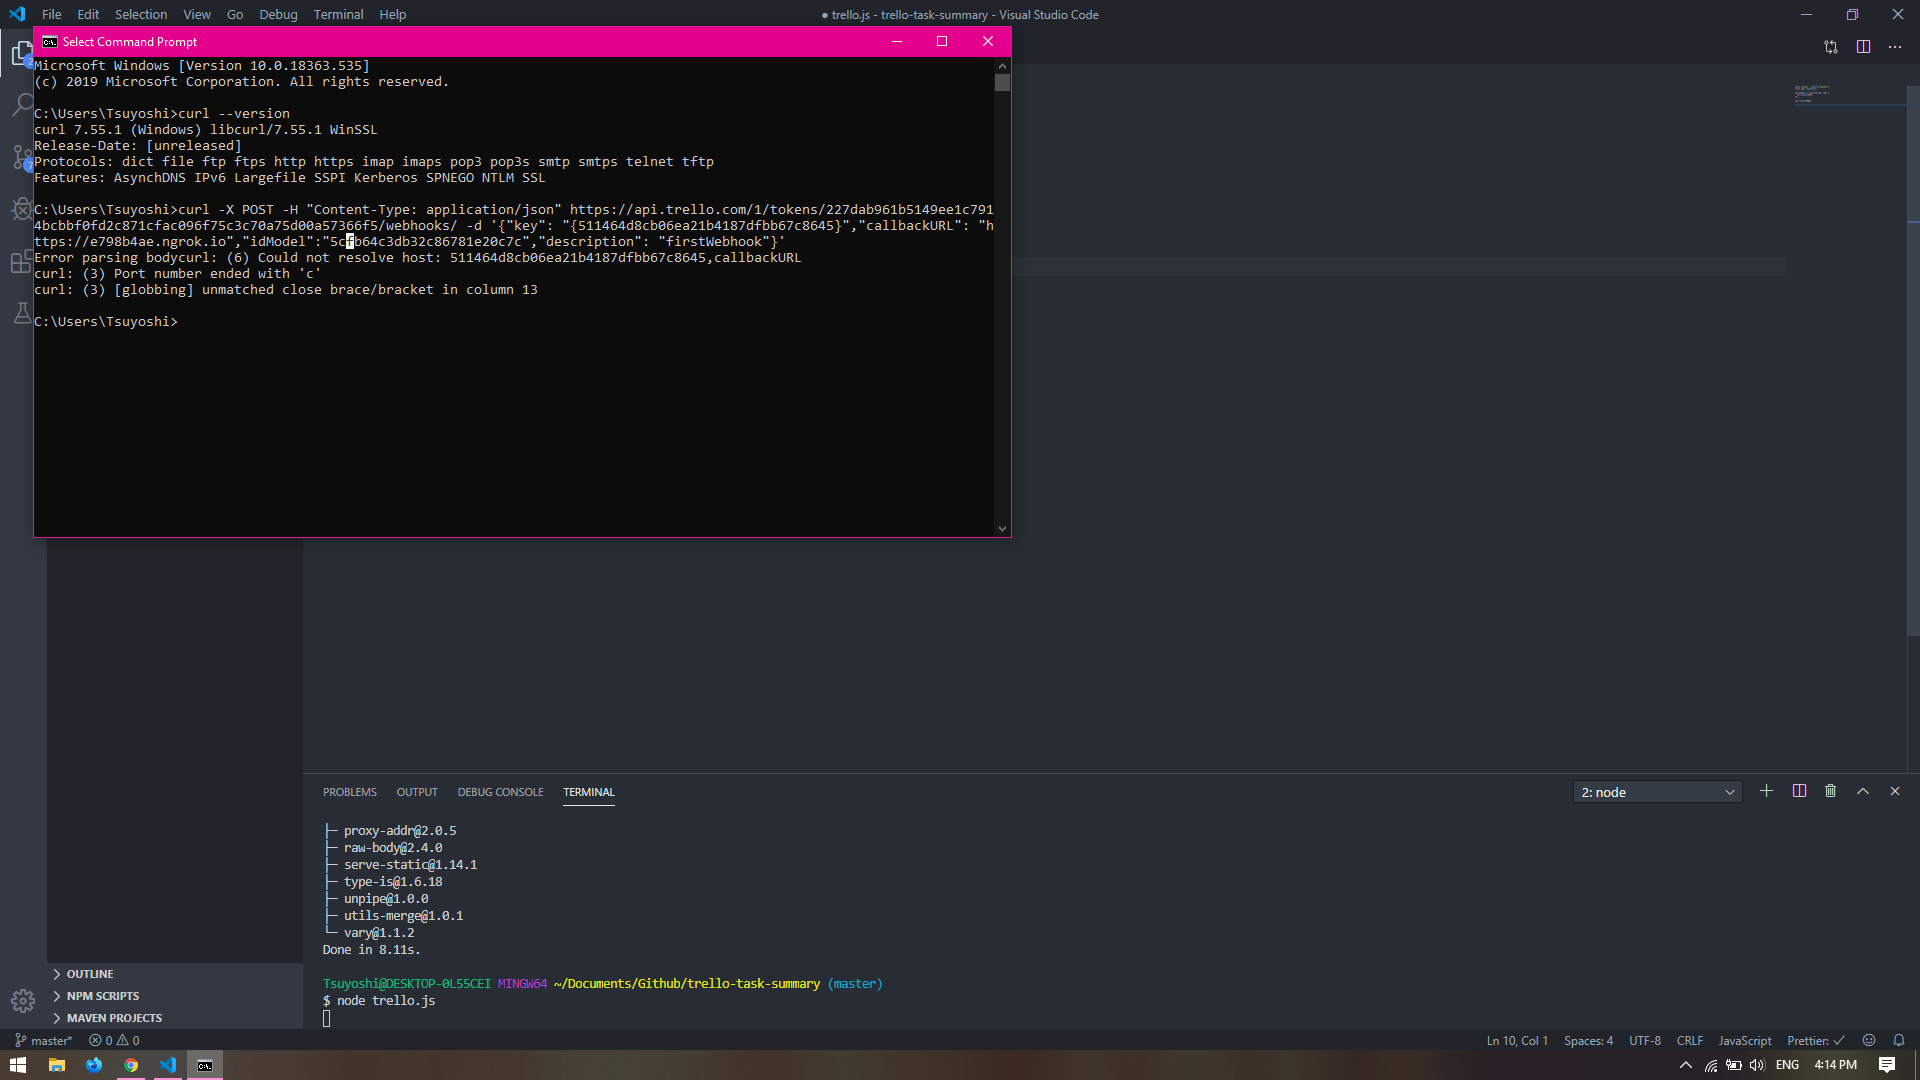 File Edit Selection View Go Debug Terminal Help
● trello.js - trello-task-summary - Visual Studio Code
Select Command Prompt
Microsoft Windows [Version 10.0.18363.535]
(c) 2019 Microsoft Corporation. All rights reserved.
C:\Users\Tsuyoshi>curl --version
curl 7.55.1 (Windows) libcurl/7.55.1 WinSSL
Release-Date: [unreleased]
Protocols: dict file ftp ftps http https imap imaps pop3 pop3s smtp smtps telnet tftp
Features: AsynchDNS IPv6 Largefile SSPI Kerberos SPNEGO NTLM SSL
C:\Users\Tsuyoshi>curl -X POST -H "Content-Type: application/json" https://api.trello.com/1/tokens/227dab961b5149ee1c791
4bcbbf0fd2c871cfac096f75c3c70a75d00a57366f5/webhooks/ -d '{"key": "{511464d8cb06ea21b4187dfbb67c8645}","callbackURL": "h
ttps://e798b4ae.ngrok.io","idModel":"5cfb64c3db32c86781e20c7c","description": "firstWebhook"}'
Error parsing bodycurl: (6) Could not resolve host: 511464d8cb06ea21b4187dfbb67c8645,callbackURL
curl: (3) Port number ended with 'c'
curl: (3) [globbing] unmatched close brace/bracket in column 13
C:\Users\Tsuyoshi>
PROBLEMS OUTPUT DEBUG CONSOLE TERMINAL
2: node
├─ proxy-addr@2.0.5
├─ raw-body@2.4.0
├─ serve-static@1.14.1
├─ type-is@1.6.18
├─ unpipe@1.0.0
├─ utils-merge@1.0.1
└─ vary@1.1.2
Done in 8.11s.
Tsuyoshi@DESKTOP-0L55CEI MINGW64 ~/Documents/Github/trello-task-summary (master)
$ node trello.js
OUTLINE
NPM SCRIPTS
MAVEN PROJECTS
master* 0 0
Ln 10, Col 1 Spaces: 4 UTF-8 CRLF JavaScript Prettier: ✓
ENG 4:14 PM